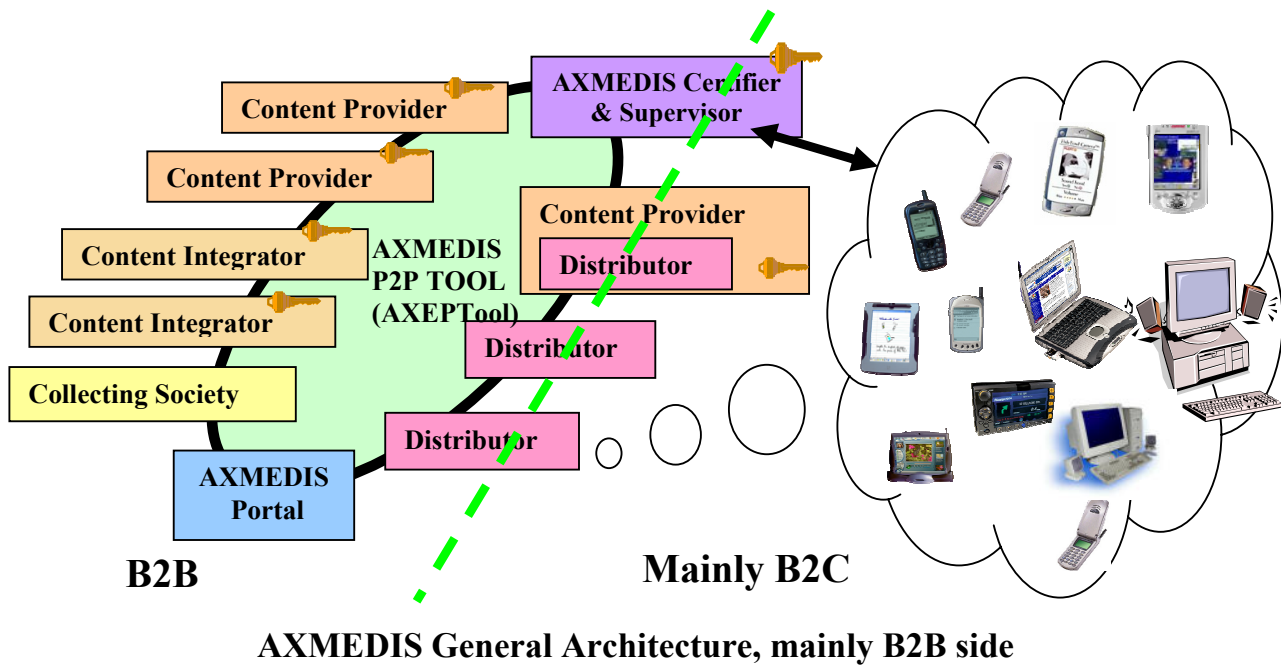 AXMEDIS Certifier
& Supervisor
Content Provider
Content Provider
Content Provider
Distributor
Content Integrator
AXMEDIS
P2P TOOL
(AXEPTool)
Content Integrator
Distributor
Collecting Society
Distributor
AXMEDIS
Portal
B2B
Mainly B2C
AXMEDIS General Architecture, mainly B2B side